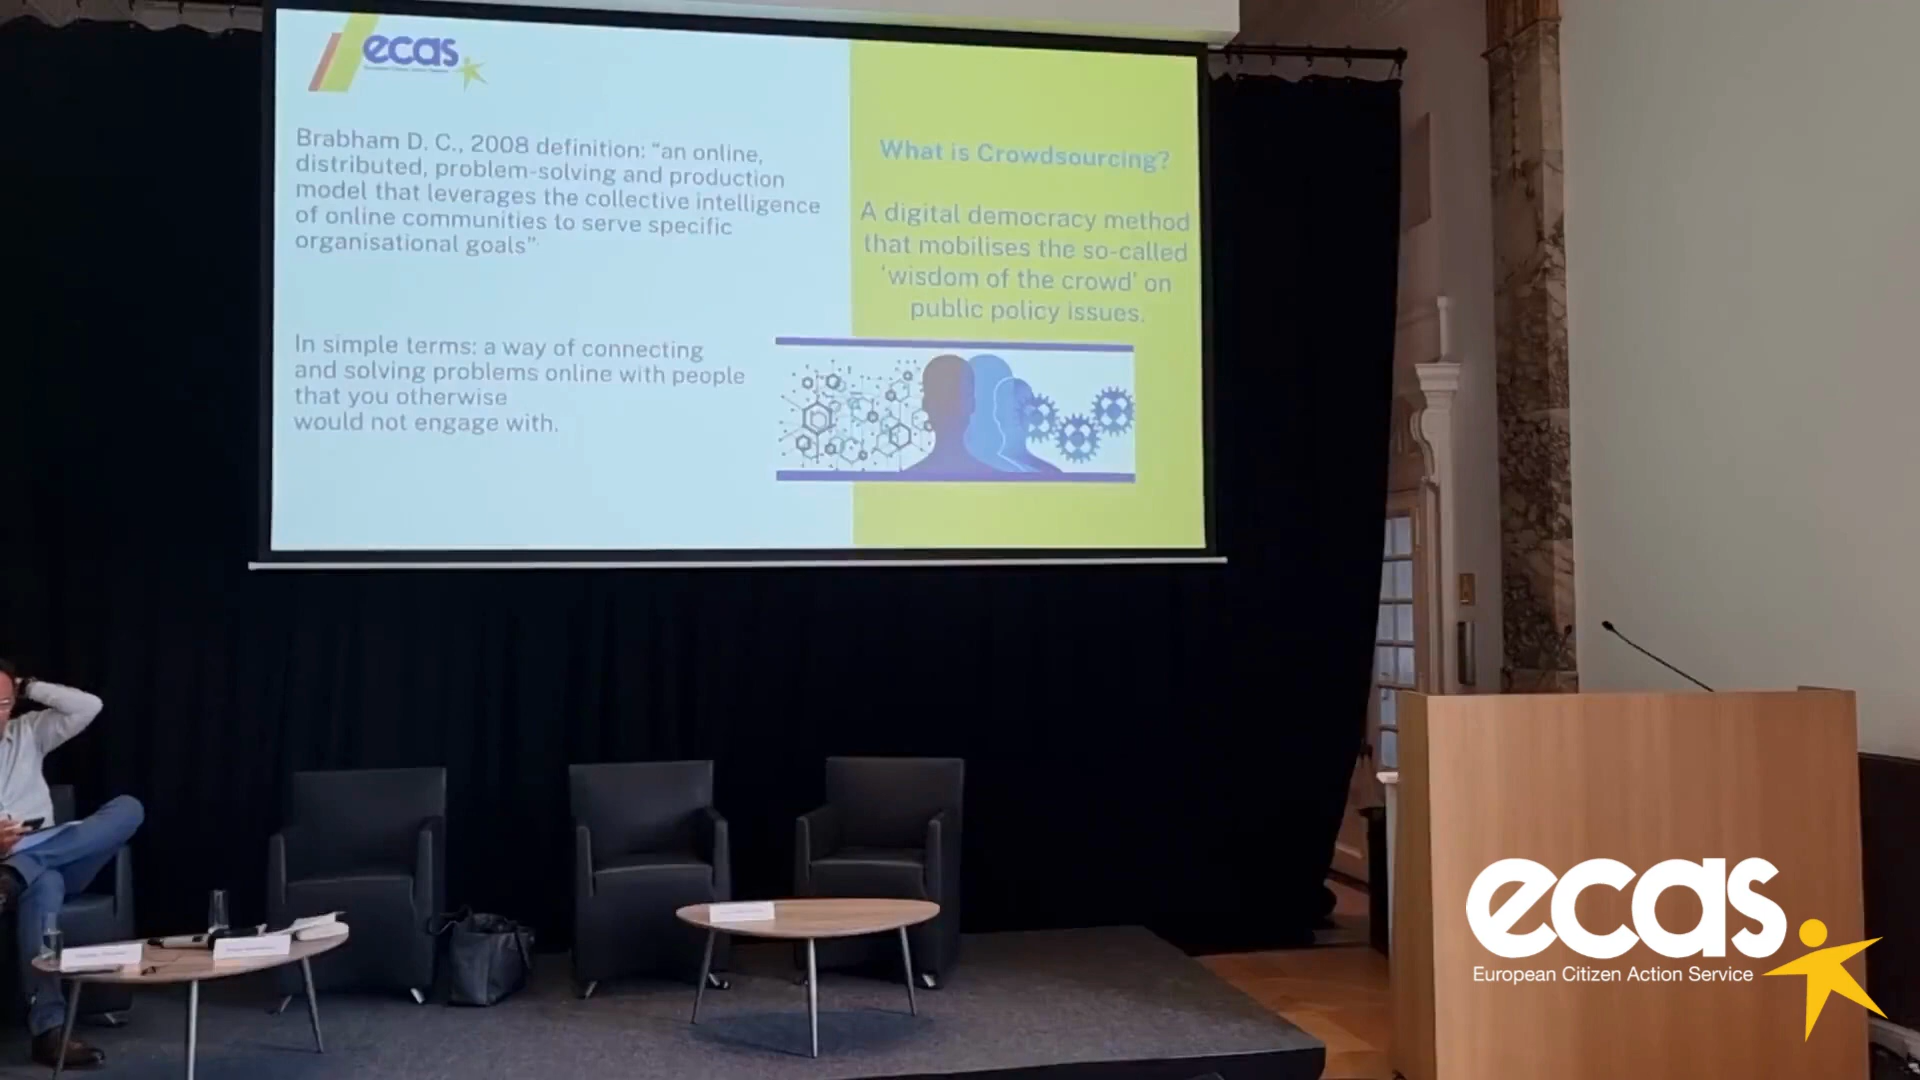 ecas
Brabham D. C., 2008 definition: “an online,
distributed, problem-solving and production
model that leverages the collective intelligence
of online communities to serve specific
organisational goals”
In simple terms: a way of connecting
and solving problems online with people
that you otherwise
would not engage with.
What is Crowdsourcing?
A digital democracy method
that mobilises the so-called
‘wisdom of the crowd’ on
public policy issues.
ecas
European Citizen Action Service